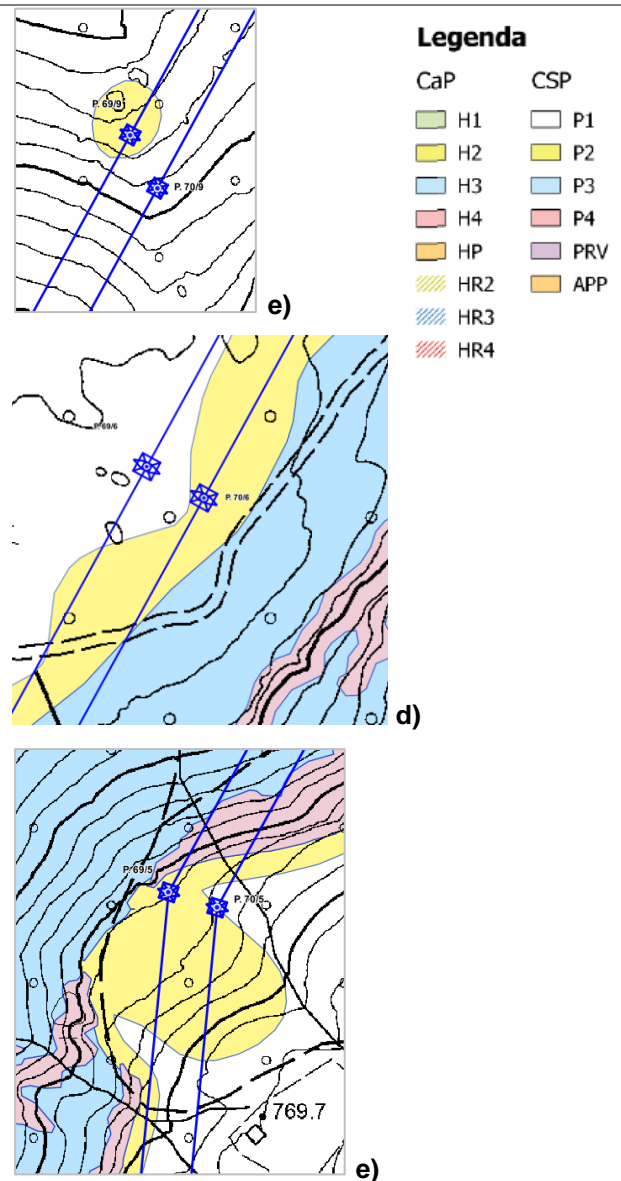 Legenda
CaP CSP
H1 P1
H2 P2
H3 P3
H4 P4
HP PRV
HR2 APP
HR3
HR4
P. 69/9
P. 70/9
e)
P. 69/6
P. 70/6
d)
P. 69/5
P. 70/5
769.7
e)